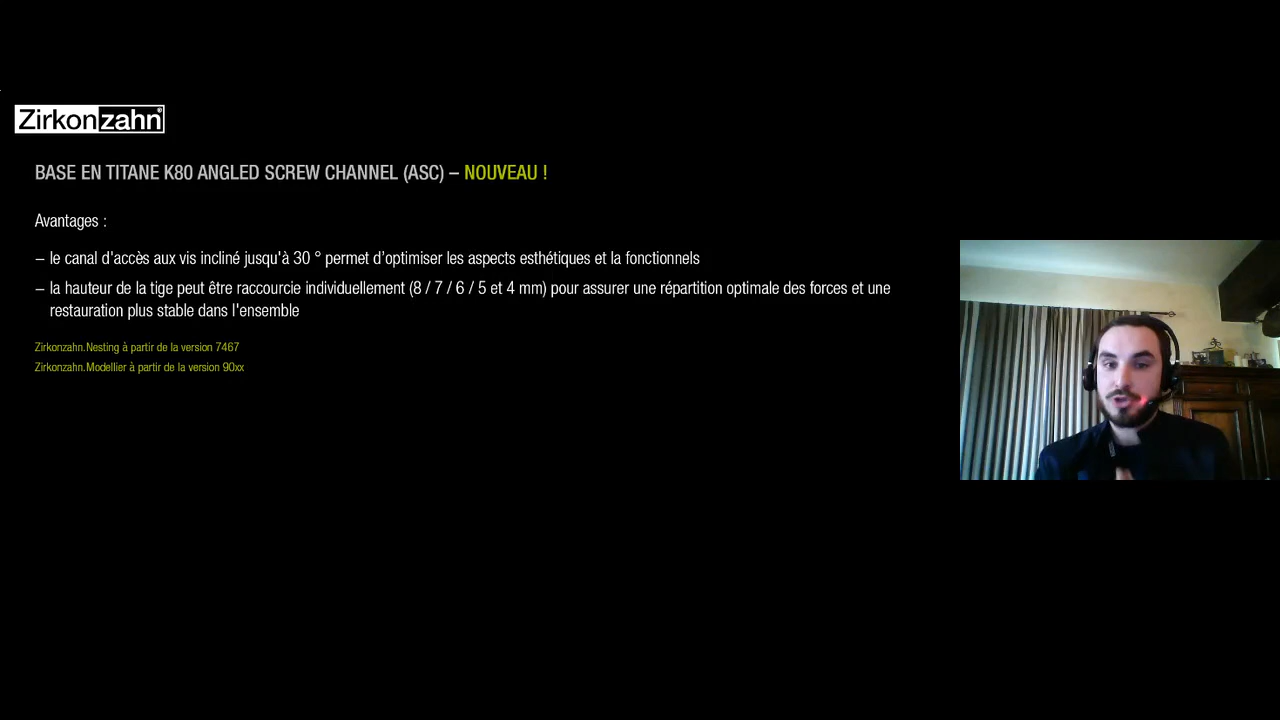 Zirkonzahn®
BASE EN TITANE K80 ANGLED SCREW CHANNEL (ASC) – NOUVEAU !
Avantages :
– le canal d'accès aux vis incliné jusqu'à 30 ° permet d’optimiser les aspects esthétiques et la fonctionnels
– la hauteur de la tige peut être raccourcie individuellement (8 / 7 / 6 / 5 et 4 mm) pour assurer une répartition optimale des forces et une
restauration plus stable dans l'ensemble
Zirkonzahn.Nesting à partir de la version 7467
Zirkonzahn.Modellier à partir de la version 90xx